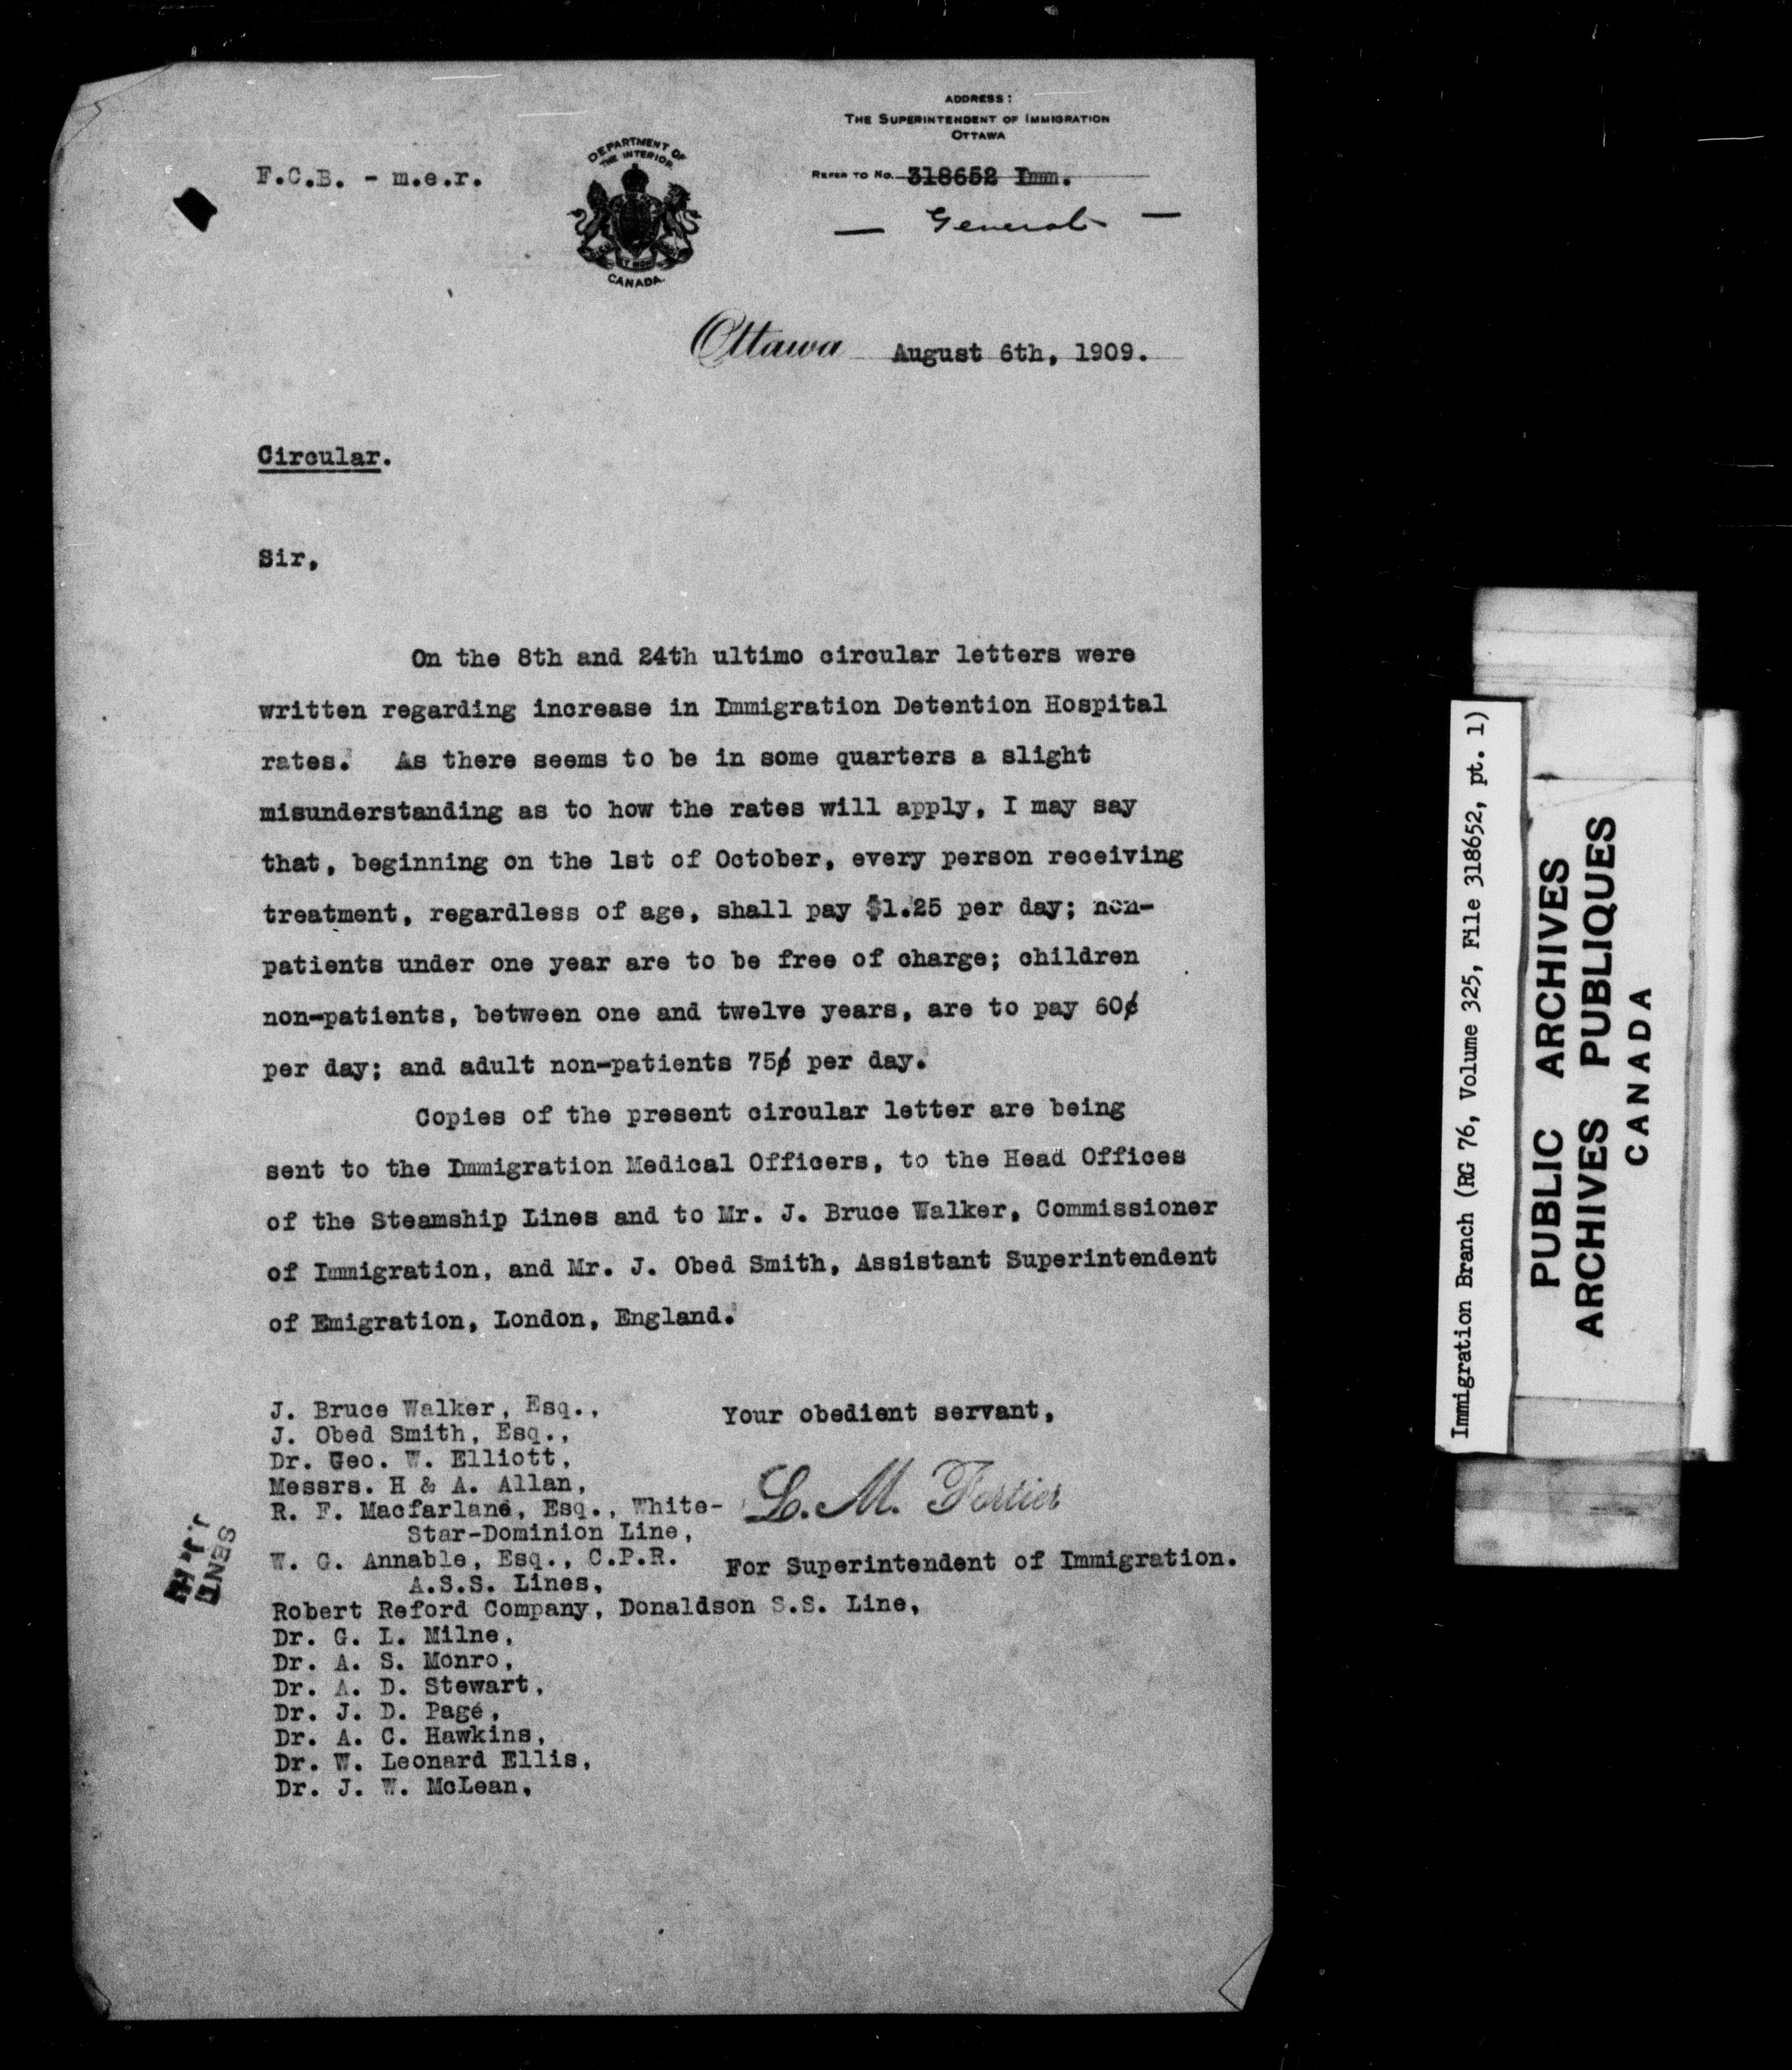 ADDRESS:
THE SUPERINTENDENT OF IMMIGRATION
OTTAWA
F.C.B. - m.e.r.
DEPARTMENT OF
THE INTERIOR
CANADA.
REFER TO No. 318652 Imm.
— General —
Ottawa August 6th, 1909.
Circular.
Sir,
On the 8th and 24th ultimo circular letters were
written regarding increase in Immigration Detention Hospital
rates. As there seems to be in some quarters a slight
misunderstanding as to how the rates will apply, I may say
that, beginning on the 1st of October, every person receiving
treatment, regardless of age, shall pay $1.25 per day; non-
patients under one year are to be free of charge; children
non-patients, between one and twelve years, are to pay 60¢
per day; and adult non-patients 75¢ per day.
Copies of the present circular letter are being
sent to the Immigration Medical Officers, to the Head Offices
of the Steamship Lines and to Mr. J. Bruce Walker, Commissioner
of Immigration, and Mr. J. Obed Smith, Assistant Superintendent
of Emigration, London, England.
J. Bruce Walker, Esq.,
J. Obed Smith, Esq.,
Dr. Geo. W. Elliott,
Messrs. H & A. Allan,
R. F. Macfarlane, Esq., White-
Star-Dominion Line,
W. G. Annable, Esq., C.P.R.
A.S.S. Lines,
Robert Reford Company, Donaldson S.S. Line,
Dr. G. L. Milne,
Dr. A. S. Monro,
Dr. A. D. Stewart,
Dr. J. D. Pagé,
Dr. A. C. Hawkins,
Dr. W. Leonard Ellis,
Dr. J. W. McLean,
Your obedient servant,
L. M. Fortier
For Superintendent of Immigration.
SENT
Immigration Branch (RG 76, Volume 325, File 318652, pt. 1)
PUBLIC ARCHIVES
ARCHIVES PUBLIQUES
CANADA